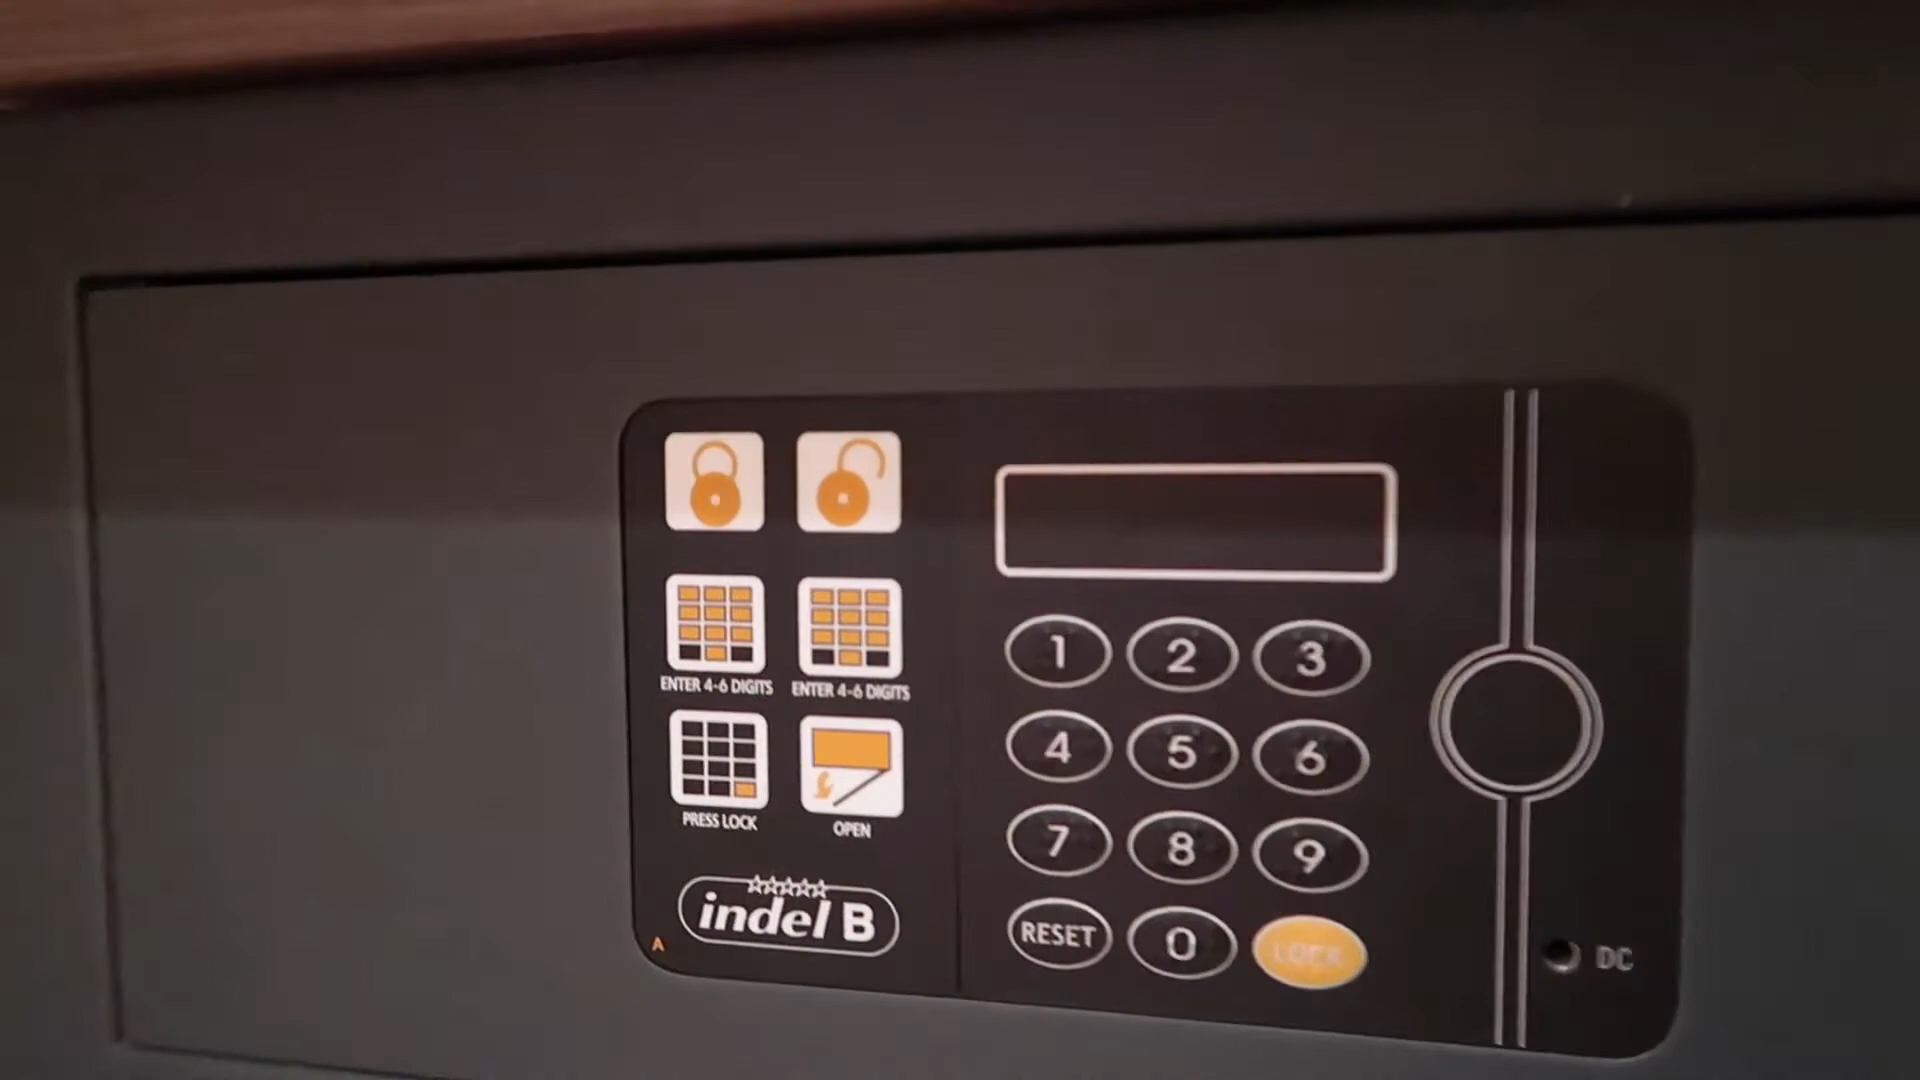 ENTER 4-6 DIGITS
ENTER 4-6 DIGITS
PRESS LOCK
OPEN
indel B
A
1 2 3
4 5 6
7 8 9
RESET 0 LOCK
DC